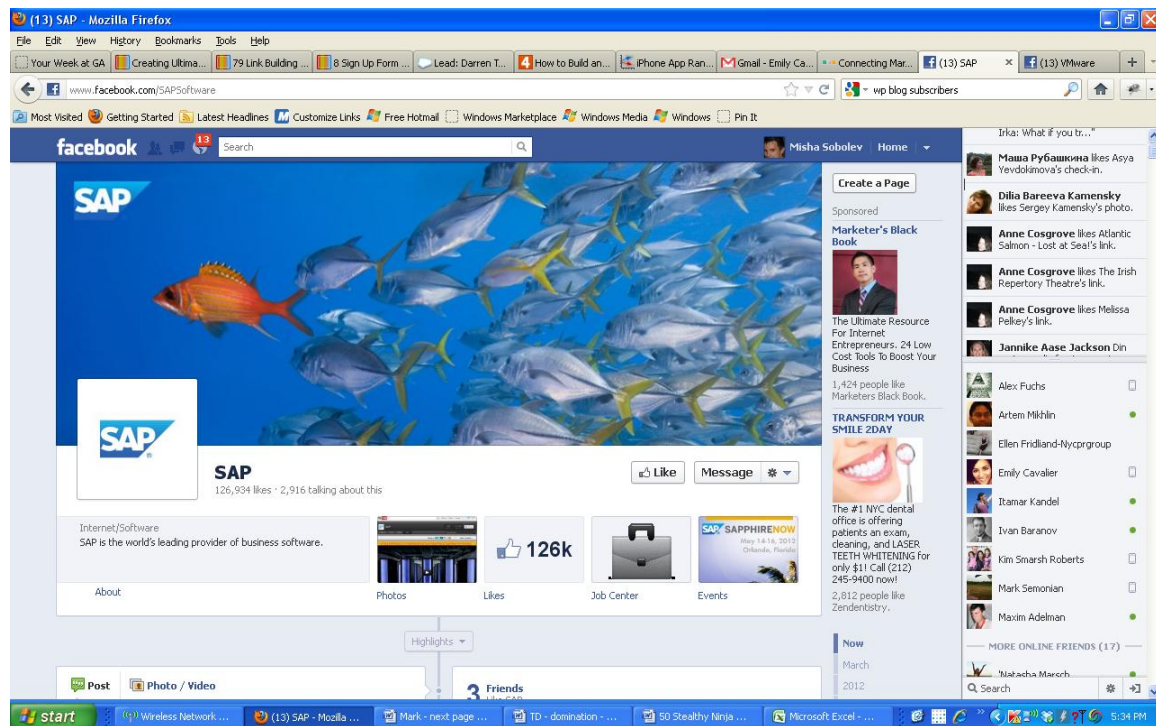 (13) SAP - Mozilla Firefox
File Edit View History Bookmarks Tools Help
Your Week at GA
Creating Ultima...
79 Link Building ...
8 Sign Up Form ...
Lead: Darren T...
How to Build an...
iPhone App Ran...
Gmail - Emily Ca...
Connecting Mar...
(13) SAP
(13) VMware
www.facebook.com/SAPSoftware
wp blog subscribers
Most Visited Getting Started Latest Headlines Customize Links Free Hotmail Windows Marketplace Windows Media Windows Pin It
facebook
13
Search
Misha Sobolev Home
SAP
SAP
SAP
126,934 likes · 2,916 talking about this
Like
Message
Internet/Software
SAP is the world's leading provider of business software.
About
Photos
126k
Likes
Job Center
SAP SAPPHIRENOW
May 14-16, 2012
Orlando, Florida
Events
Highlights
Post
Photo / Video
3 Friends
Create a Page
Sponsored
Marketer's Black
Book
The Ultimate Resource
For Internet
Entrepreneurs. 24 Low
Cost Tools To Boost Your
Business
1,424 people like
Marketers Black Book.
TRANSFORM YOUR
SMILE 2DAY
The #1 NYC dental
office is offering
patients an exam,
cleaning, and LASER
TEETH WHITENING for
only $1! Call (212)
245-9400 now!
2,812 people like
Zendentistry.
Now
March
2012
Irka: What if you tr..."
Маша Рубашкина likes Asya
Yevdokimova's check-in.
Dilia Bareeva Kamensky
likes Sergey Kamensky's photo.
Anne Cosgrove likes Atlantic
Salmon - Lost at Sea!'s link.
Anne Cosgrove likes The Irish
Repertory Theatre's link.
Anne Cosgrove likes Melissa
Pelkey's link.
Jannike Aase Jackson Din
Alex Fuchs
Artem Mikhlin
Ellen Fridliand-Nycprgroup
Emily Cavalier
Itamar Kandel
Ivan Baranov
Kim Smarsh Roberts
Mark Semonian
Maxim Adelman
MORE ONLINE FRIENDS (17)
'Natasha Marsch
Search
start
Wireless Network ...
(13) SAP - Mozilla ...
Mark - next page ...
TD - domination - ...
50 Stealthy Ninja ...
Microsoft Excel - ...
5:34 PM